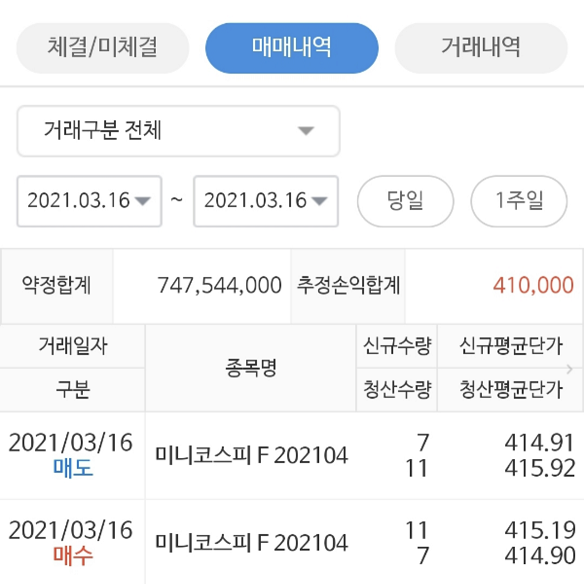 체결/미체결 매매내역 거래내역
거래구분 전체
2021.03.16 ~ 2021.03.16 당일 1주일
약정합계 747,544,000 추정손익합계 410,000
거래일자 종목명 신규수량 신규평균단가
구분 청산수량 청산평균단가
2021/03/16 미니코스피 F 202104 7 414.91
매도 11 415.92
2021/03/16 미니코스피 F 202104 11 415.19
매수 7 414.90